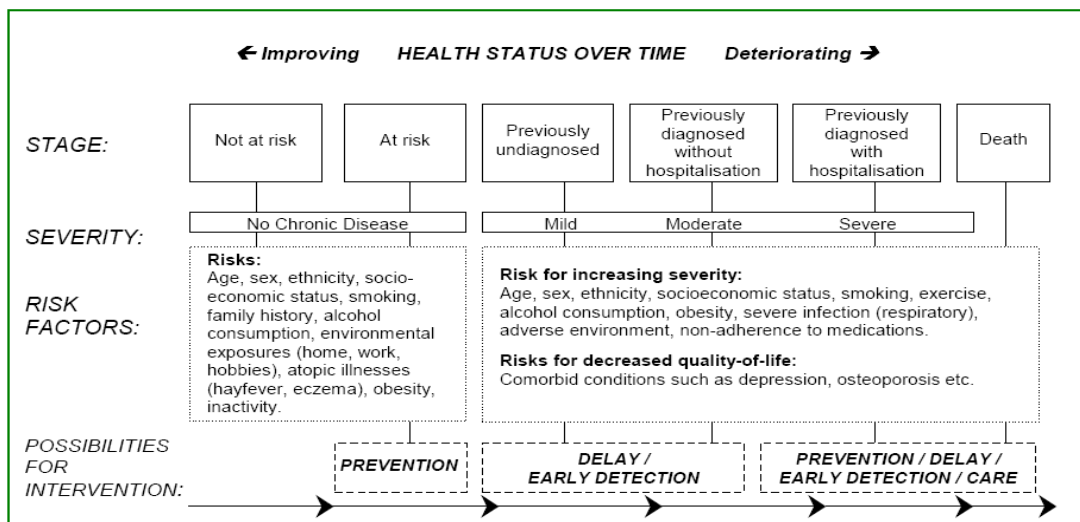 ← Improving HEALTH STATUS OVER TIME Deteriorating →
STAGE:
Not at risk
At risk
Previously
undiagnosed
Previously
diagnosed
without
hospitalisation
Previously
diagnosed
with
hospitalisation
Death
SEVERITY:
No Chronic Disease
Mild Moderate Severe
RISK
FACTORS:
Risks:
Age, sex, ethnicity, socio-
economic status, smoking,
family history, alcohol
consumption, environmental
exposures (home, work,
hobbies), atopic illnesses
(hayfever, eczema), obesity,
inactivity.
Risk for increasing severity:
Age, sex, ethnicity, socioeconomic status, smoking, exercise,
alcohol consumption, obesity, severe infection (respiratory),
adverse environment, non-adherence to medications.
Risks for decreased quality-of-life:
Comorbid conditions such as depression, osteoporosis etc.
POSSIBILITIES
FOR
INTERVENTION:
PREVENTION
DELAY /
EARLY DETECTION
PREVENTION / DELAY /
EARLY DETECTION / CARE